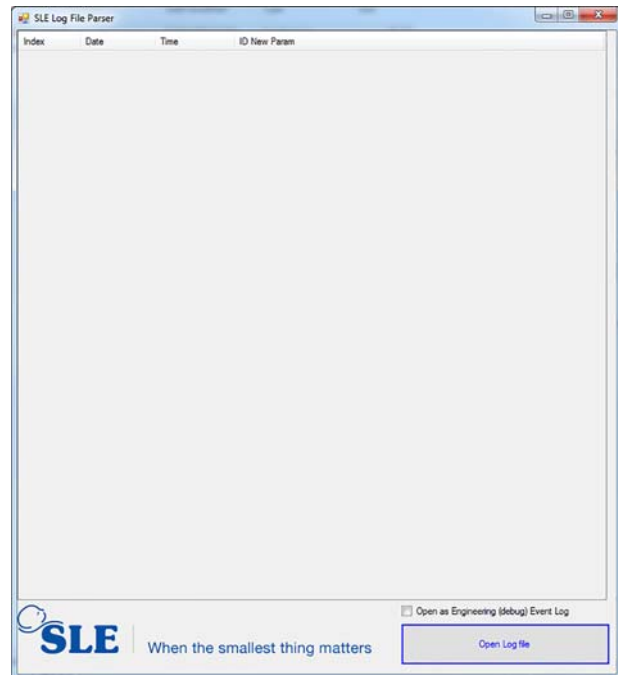 SLE Log File Parser
Index Date Time ID New Param
Open as Engineering (debug) Event Log
SLE When the smallest thing matters
Open Log file